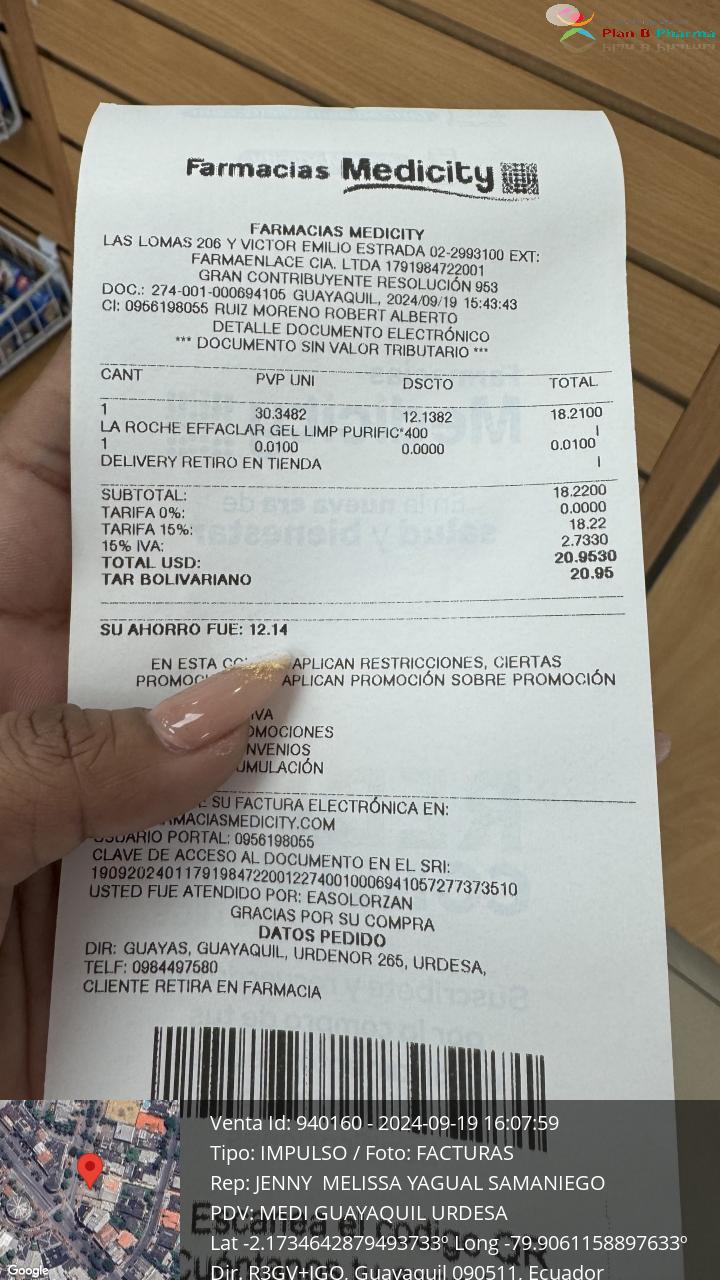 Plan B Pharma
Farmacias Medicity
FARMACIAS MEDICITY
LAS LOMAS 206 Y VICTOR EMILIO ESTRADA 02-2993100 EXT:
FARMAENLACE CIA. LTDA 1791984722001
GRAN CONTRIBUYENTE RESOLUCIÓN 953
DOC.: 274-001-000694105 GUAYAQUIL, 2024/09/19 15:43:43
CI: 0956198055 RUIZ MORENO ROBERT ALBERTO
DETALLE DOCUMENTO ELECTRÓNICO
*** DOCUMENTO SIN VALOR TRIBUTARIO ***
CANT PVP UNI DSCTO TOTAL
1 30.3482 12.1382 18.2100
LA ROCHE EFFACLAR GEL LIMP PURIFIC*400 I
1 0.0100 0.0000 0.0100
DELIVERY RETIRO EN TIENDA I
SUBTOTAL: 18.2200
TARIFA 0%: 0.0000
TARIFA 15%: 18.22
15% IVA: 2.7330
TOTAL USD: 20.9530
TAR BOLIVARIANO 20.95
SU AHORRO FUE: 12.14
EN ESTA APLICAN RESTRICCIONES, CIERTAS
APLICAN PROMOCIÓN SOBRE PROMOCIÓN
IVA
OMOCIONES
NVENIOS
UMULACIÓN
E SU FACTURA ELECTRÓNICA EN:
RMACIASMEDICITY.COM
USUARIO PORTAL: 0956198055
CLAVE DE ACCESO AL DOCUMENTO EN EL SRI:
1909202401179198472200122740010006941057277373510
USTED FUE ATENDIDO POR: EASOLORZAN
GRACIAS POR SU COMPRA
DATOS PEDIDO
DIR: GUAYAS, GUAYAQUIL, URDENOR 265, URDESA,
TELF: 0984497580
CLIENTE RETIRA EN FARMACIA
Venta Id: 940160 - 2024-09-19 16:07:59
Tipo: IMPULSO / Foto: FACTURAS
Rep: JENNY MELISSA YAGUAL SAMANIEGO
PDV: MEDI GUAYAQUIL URDESA
Lat -2.1734642879493733º Long -79.9061158897633º
Dir. R3GV+JGQ, Guayaquil 090511, Ecuador
Escanea el código QR
Google